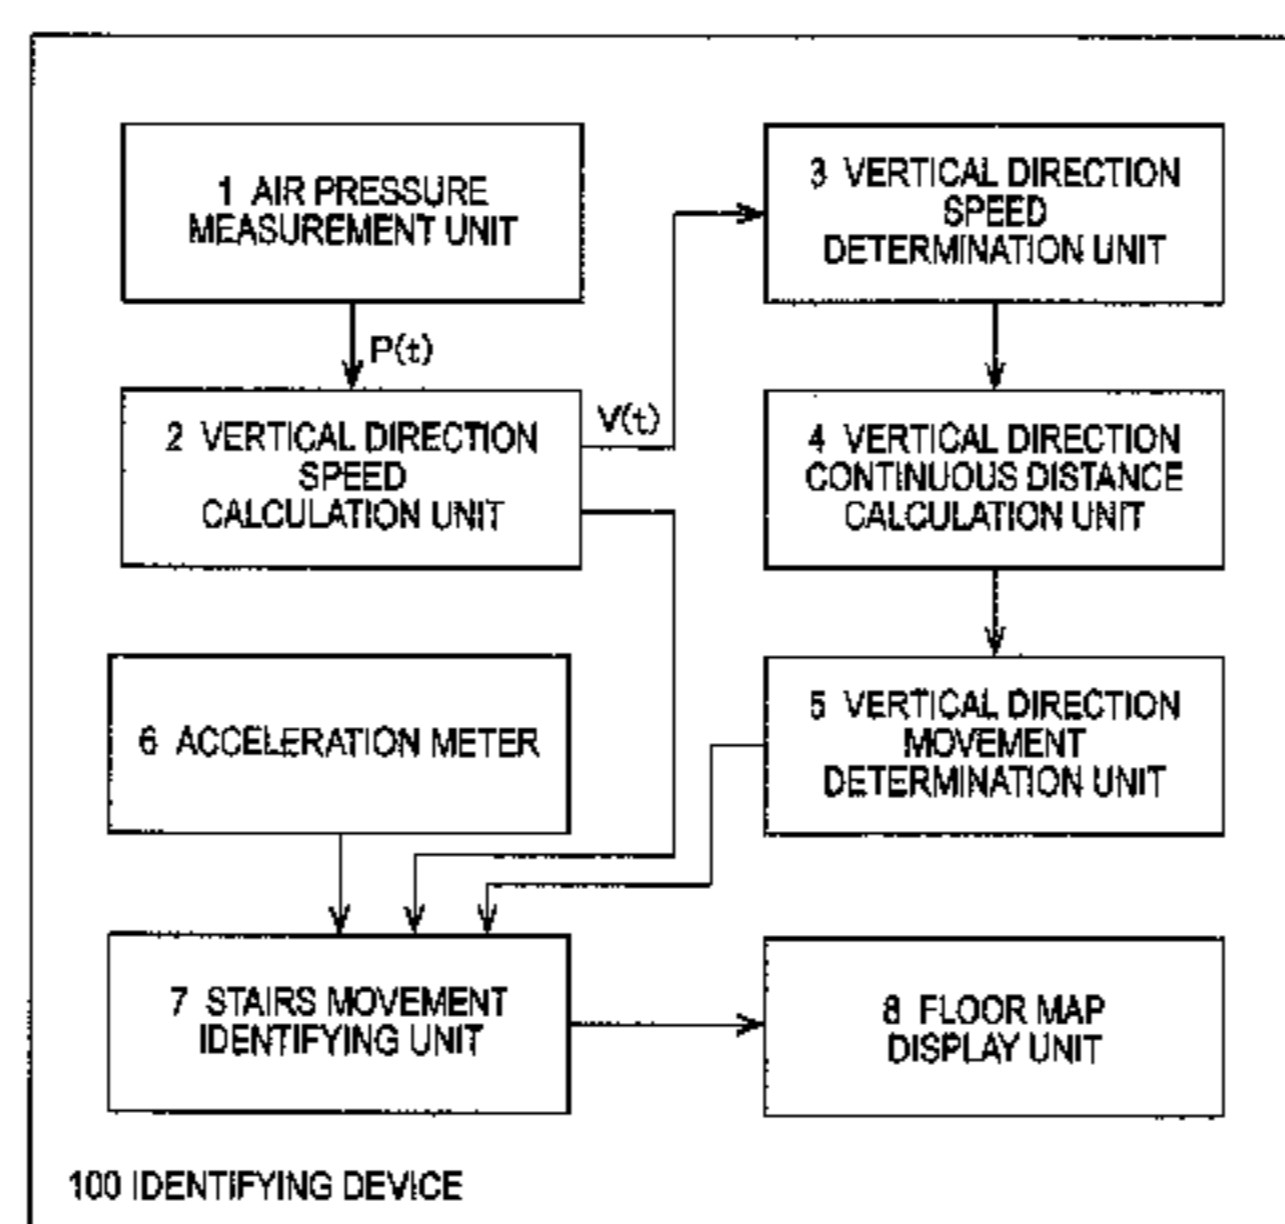 1 AIR PRESSURE
MEASUREMENT UNIT
P(t)
2 VERTICAL DIRECTION
SPEED
CALCULATION UNIT
V(t)
3 VERTICAL DIRECTION
SPEED
DETERMINATION UNIT
4 VERTICAL DIRECTION
CONTINUOUS DISTANCE
CALCULATION UNIT
5 VERTICAL DIRECTION
MOVEMENT
DETERMINATION UNIT
6 ACCELERATION METER
7 STAIRS MOVEMENT
IDENTIFYING UNIT
8 FLOOR MAP
DISPLAY UNIT
100 IDENTIFYING DEVICE